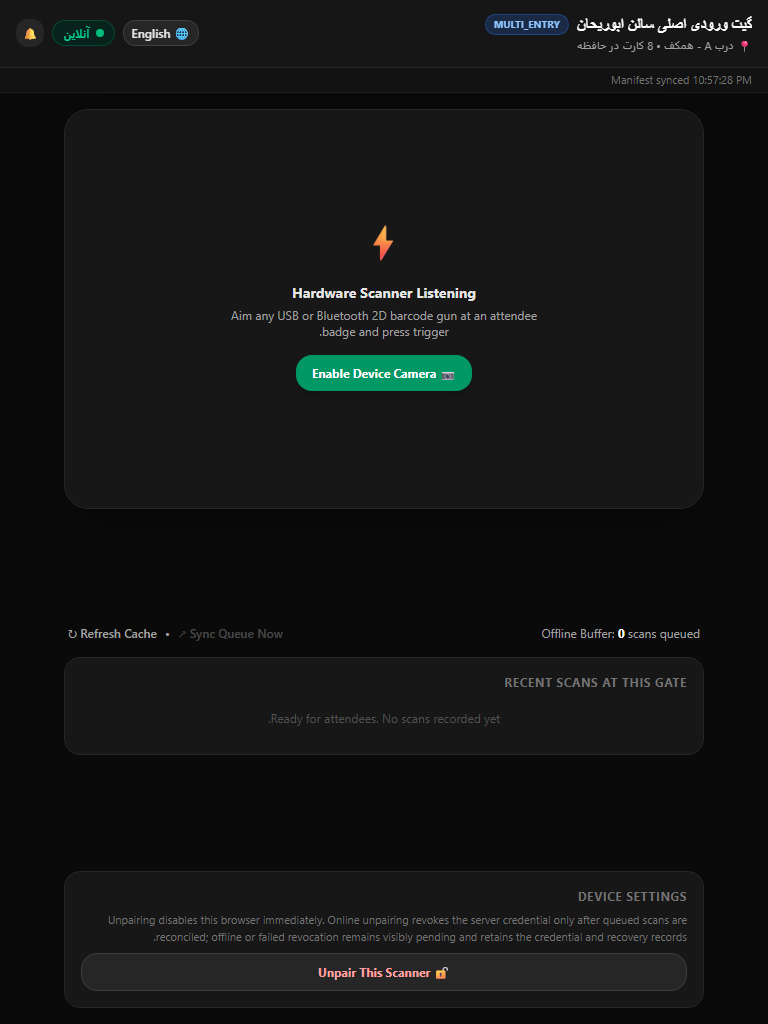 گیت ورودی اصلی سالن ابوریحان
MULTI_ENTRY
English
آنلاین
درب A - همکف • 8 کارت در حافظه
Manifest synced 10:57:28 PM
Hardware Scanner Listening
Aim any USB or Bluetooth 2D barcode gun at an attendee
.badge and press trigger
Enable Device Camera
Offline Buffer: 0 scans queued
↻ Refresh Cache • ↗ Sync Queue Now
RECENT SCANS AT THIS GATE
.Ready for attendees. No scans recorded yet
DEVICE SETTINGS
Unpairing disables this browser immediately. Online unpairing revokes the server credential only after queued scans are
.reconciled; offline or failed revocation remains visibly pending and retains the credential and recovery records
Unpair This Scanner